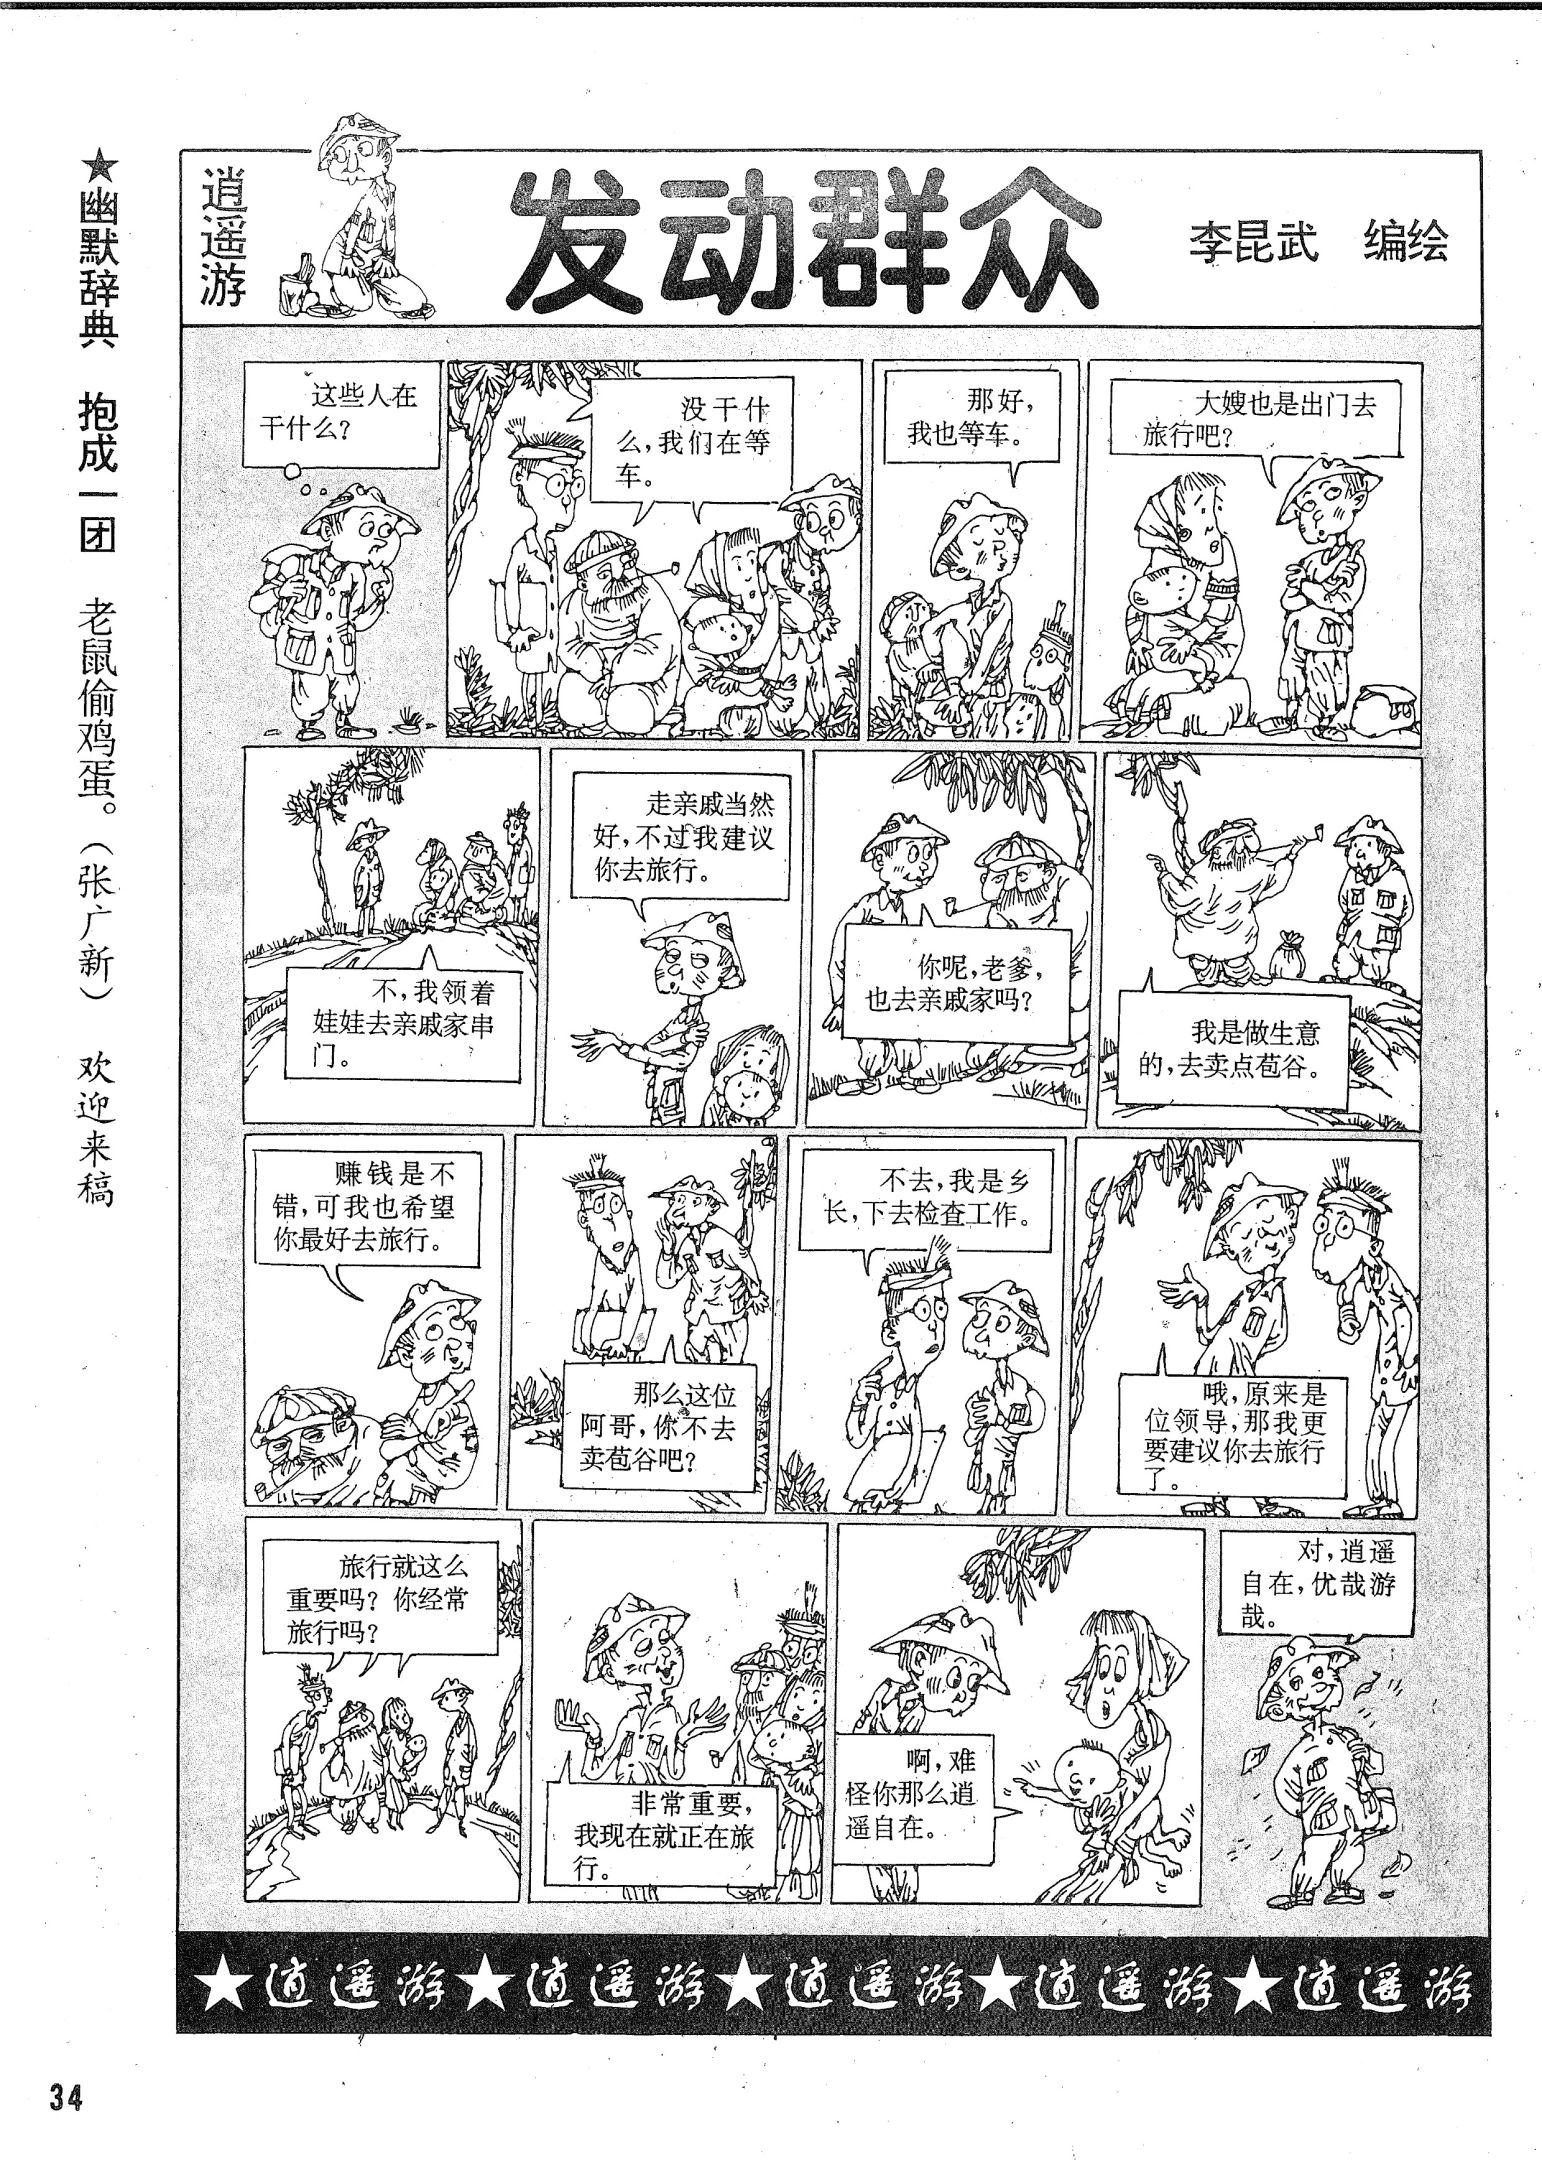 ★幽默辞典 抱成一团 老鼠偷鸡蛋。(张广新) 欢迎来稿
逍遥游
发动群众
李昆武 编绘
这些人在
干什么？
没干什
么，我们在等
车。
那好，
我也等车。
大嫂也是出门去
旅行吧？
不，我领着
娃娃去亲戚家串
门。
走亲戚当然
好，不过我建议
你去旅行。
你呢，老爹，
也去亲戚家吗？
我是做生意
的，去卖点苞谷。
赚钱是不
错，可我也希望
你最好去旅行。
那么这位
阿哥，你不去
卖苞谷吧？
不去，我是乡
长，下去检查工作。
哦，原来是
位领导，那我更
要建议你去旅行
了。
旅行就这么
重要吗？你经常
旅行吗？
非常重要，
我现在就正在旅
行。
啊，难
怪你那么逍
遥自在。
对，逍遥
自在，优哉游
哉。
★逍遥游★逍遥游★逍遥游★逍遥游★逍遥游
34